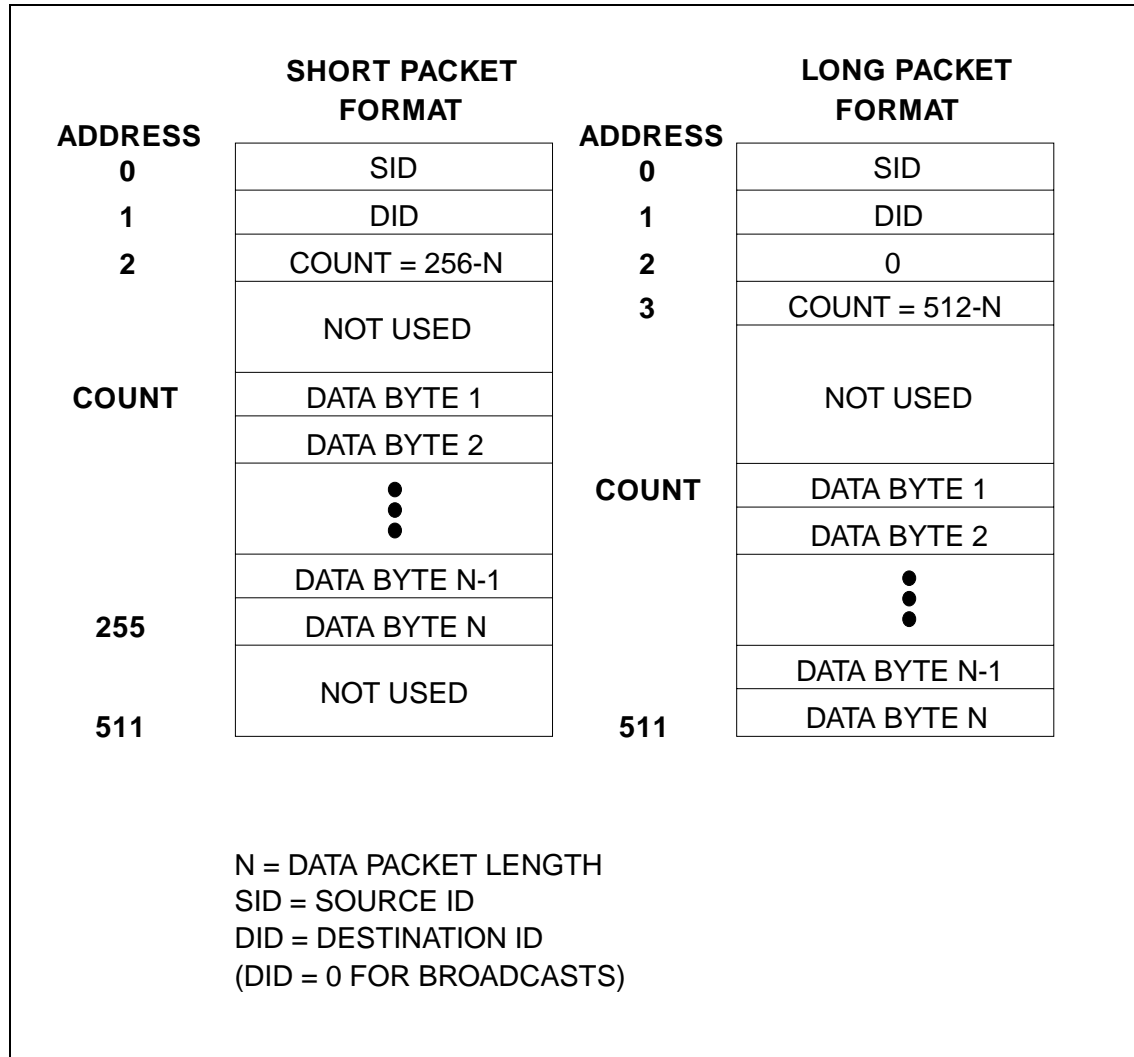 SHORT PACKET
FORMAT
ADDRESS
0 SID
1 DID
2 COUNT = 256-N
NOT USED
COUNT DATA BYTE 1
DATA BYTE 2
DATA BYTE N-1
255 DATA BYTE N
NOT USED
511
LONG PACKET
FORMAT
ADDRESS
0 SID
1 DID
2 0
3 COUNT = 512-N
NOT USED
COUNT DATA BYTE 1
DATA BYTE 2
DATA BYTE N-1
511 DATA BYTE N
N = DATA PACKET LENGTH
SID = SOURCE ID
DID = DESTINATION ID
(DID = 0 FOR BROADCASTS)